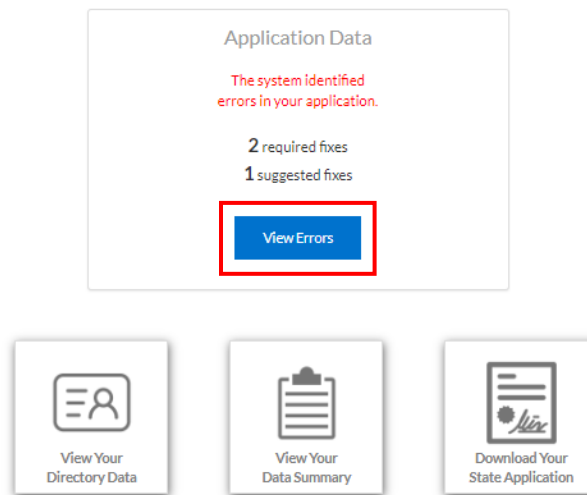 Application Data
The system identified
errors in your application.
2 required fixes
1 suggested fixes
View Errors
View Your
Directory Data
View Your
Data Summary
Download Your
State Application